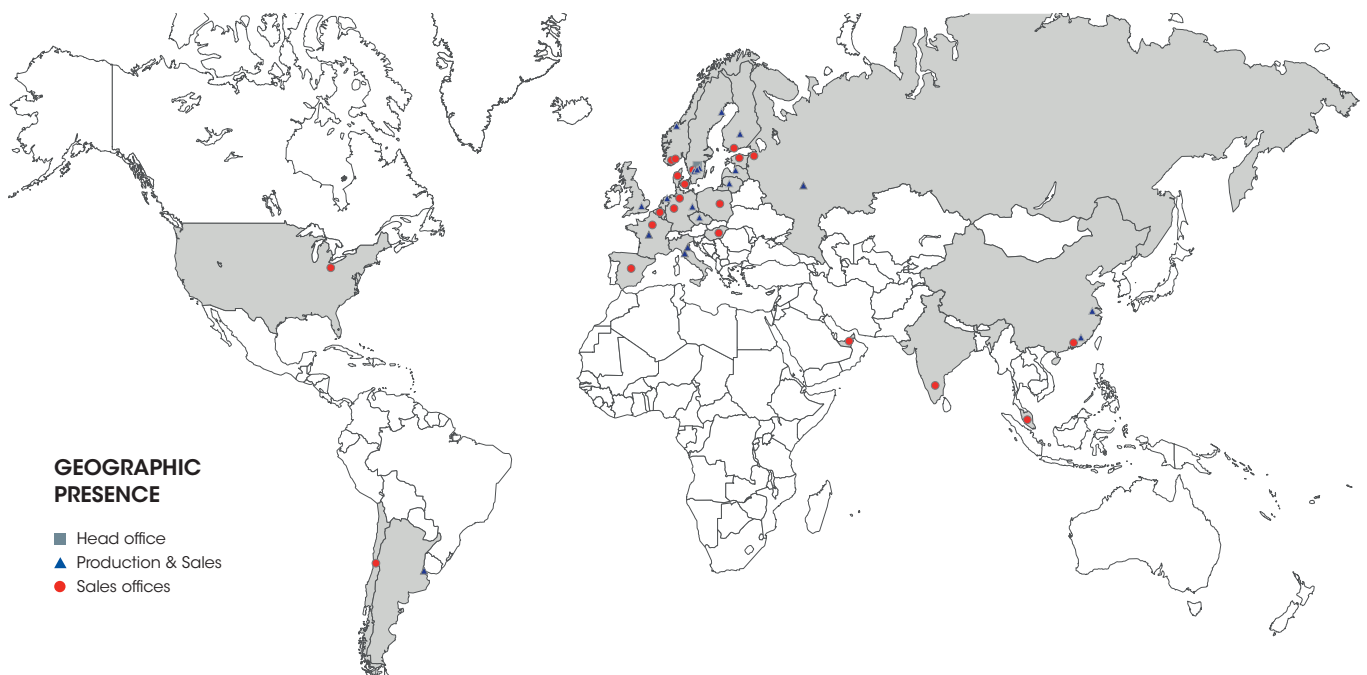 GEOGRAPHIC
PRESENCE
Head office
Production & Sales
Sales offices